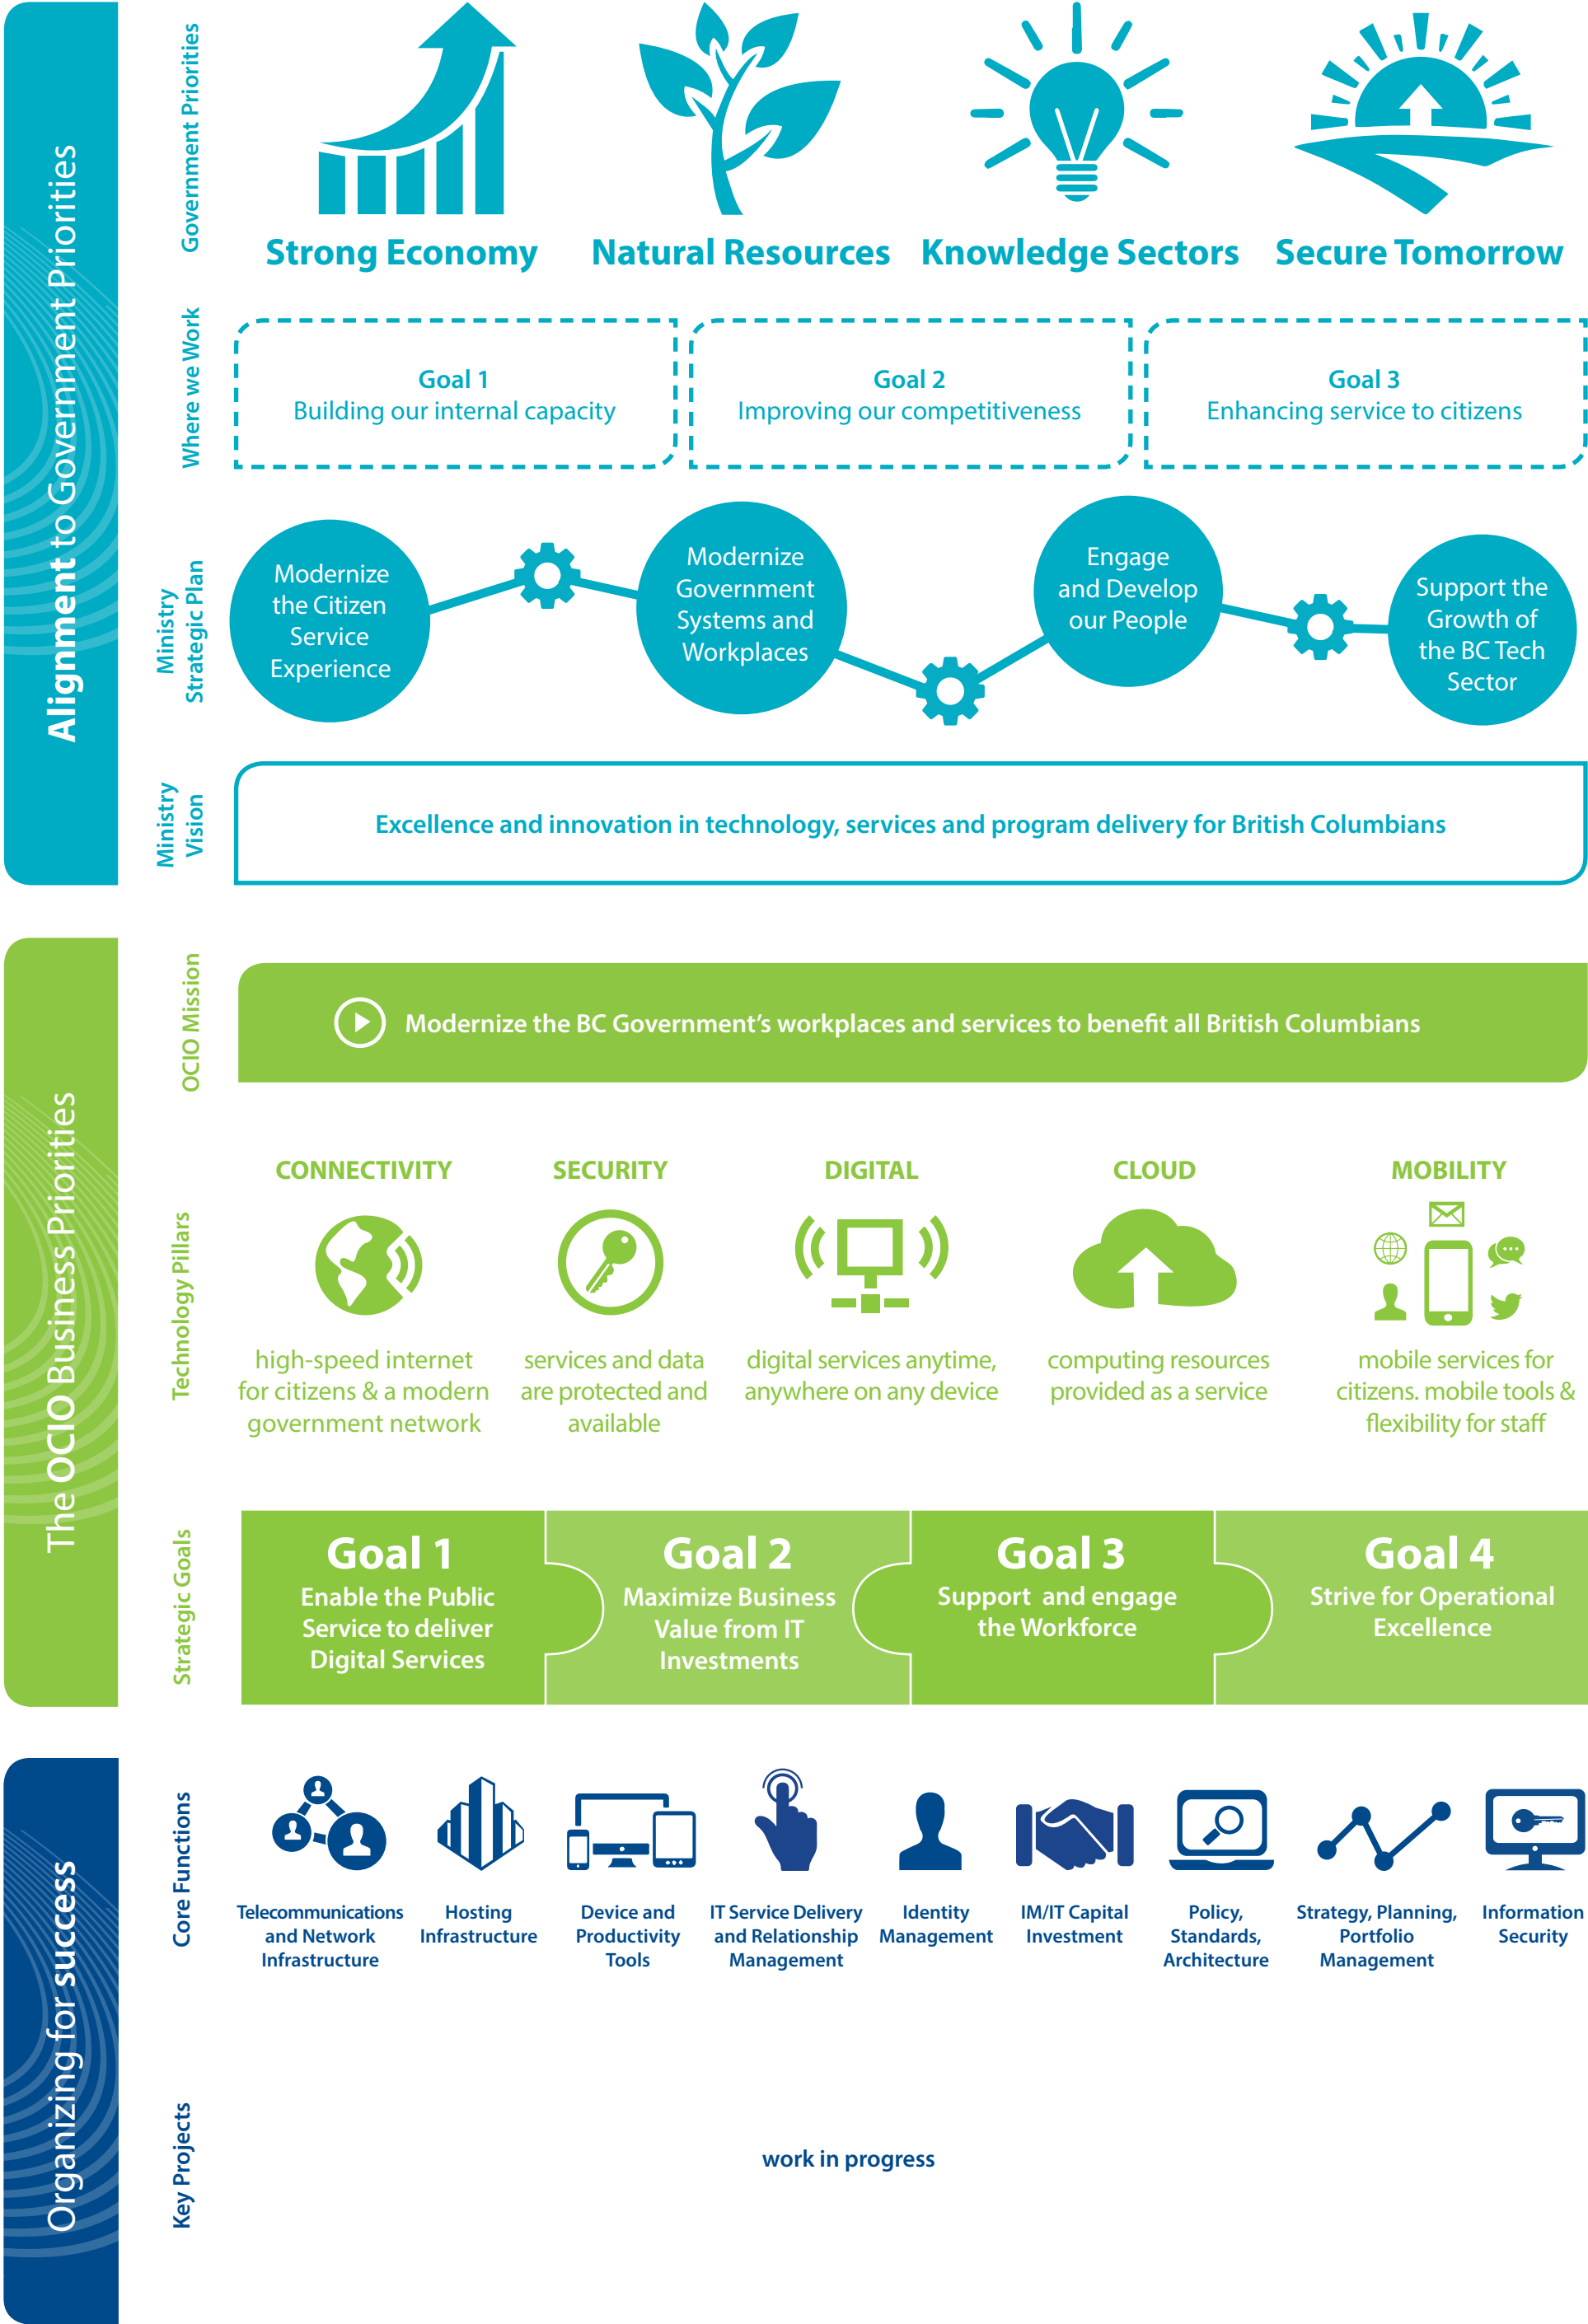 Alignment to Government Priorities
Government Priorities
Strong Economy
Natural Resources
Knowledge Sectors
Secure Tomorrow
Where we Work
Goal 1
Building our internal capacity
Goal 2
Improving our competitiveness
Goal 3
Enhancing service to citizens
Ministry
Strategic Plan
Modernize
the Citizen
Service
Experience
Modernize
Government
Systems and
Workplaces
Engage
and Develop
our People
Support the
Growth of
the BC Tech
Sector
Ministry
Vision
Excellence and innovation in technology, services and program delivery for British Columbians
The OCIO Business Priorities
OCIO Mission
Modernize the BC Government’s workplaces and services to benefit all British Columbians
Technology Pillars
CONNECTIVITY
high-speed internet
for citizens & a modern
government network
SECURITY
services and data
are protected and
available
DIGITAL
digital services anytime,
anywhere on any device
CLOUD
computing resources
provided as a service
MOBILITY
mobile services for
citizens. mobile tools &
flexibility for staff
Strategic Goals
Goal 1
Enable the Public
Service to deliver
Digital Services
Goal 2
Maximize Business
Value from IT
Investments
Goal 3
Support and engage
the Workforce
Goal 4
Strive for Operational
Excellence
Organizing for success
Core Functions
Telecommunications
and Network
Infrastructure
Hosting
Infrastructure
Device and
Productivity
Tools
IT Service Delivery
and Relationship
Management
Identity
Management
IM/IT Capital
Investment
Policy,
Standards,
Architecture
Strategy, Planning,
Portfolio
Management
Information
Security
Key Projects
work in progress